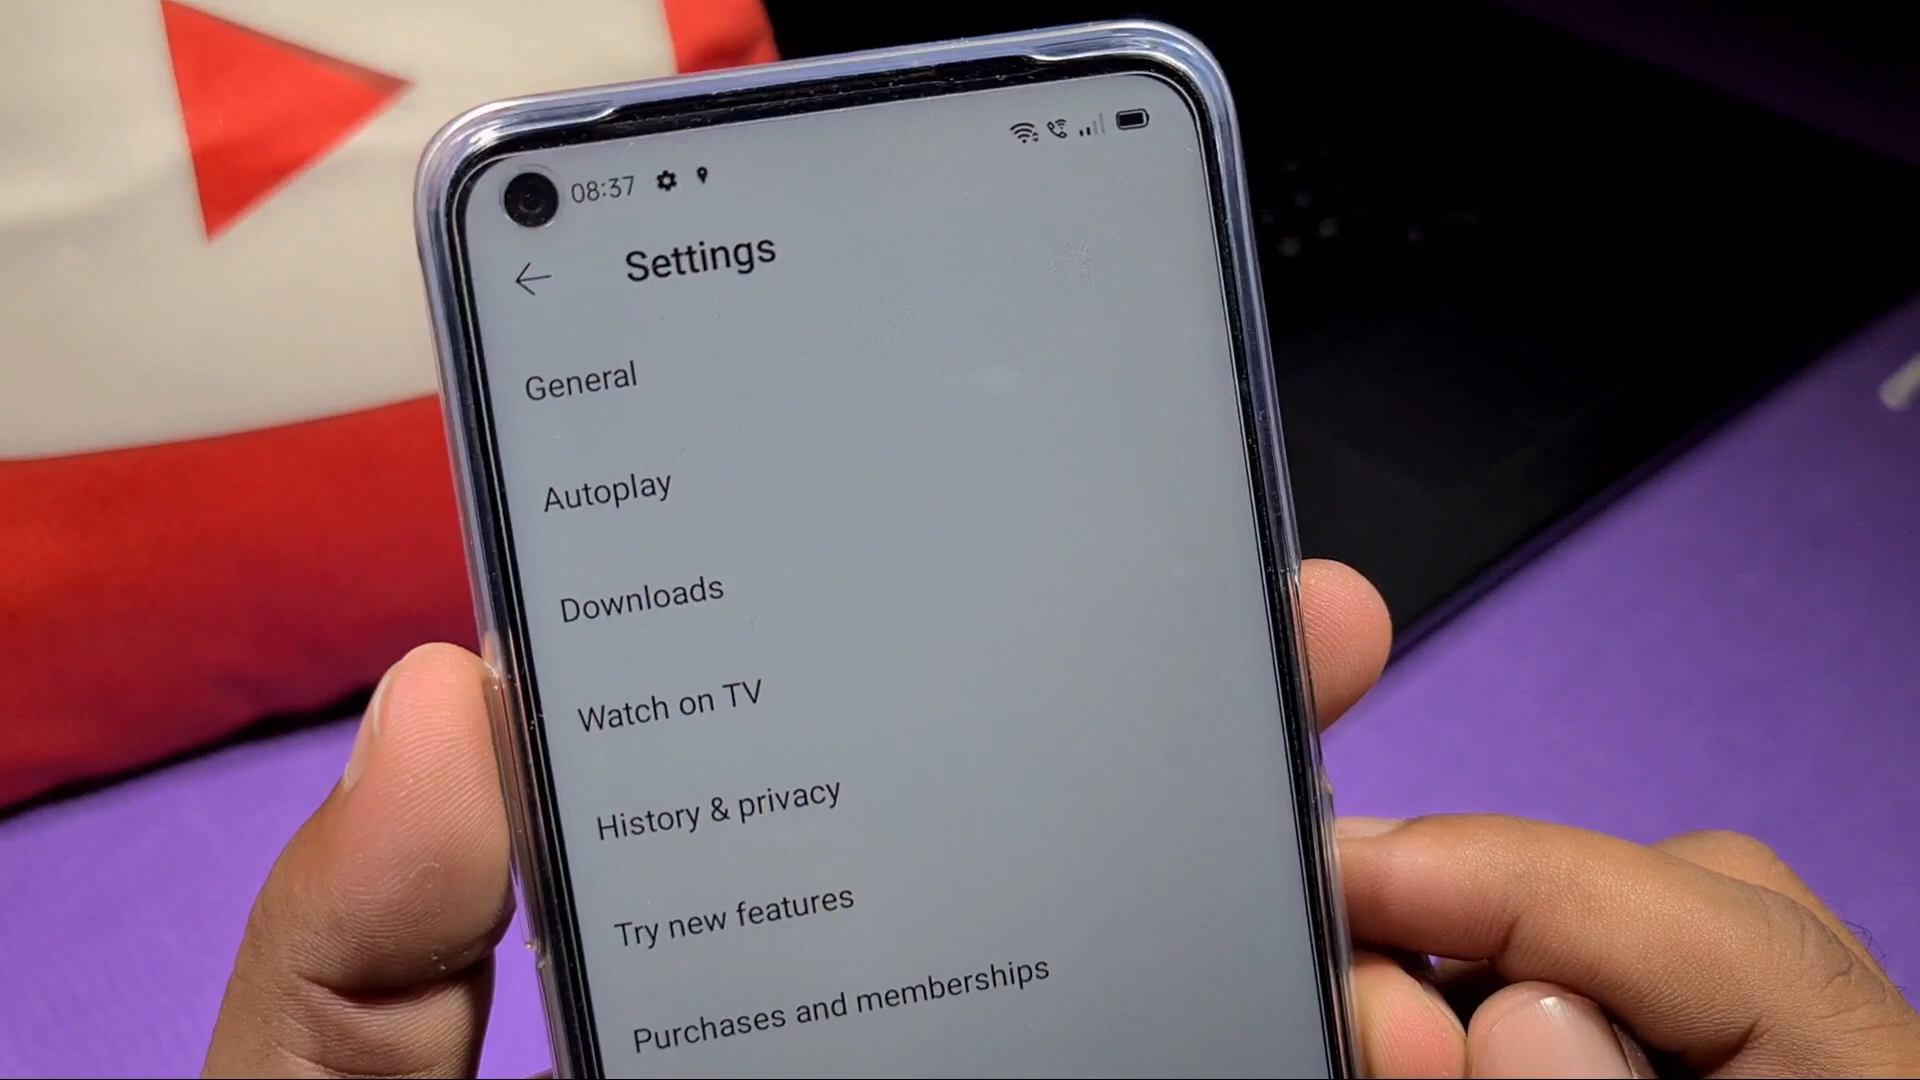 08:37
Settings
General
Autoplay
Downloads
Watch on TV
History & privacy
Try new features
Purchases and memberships